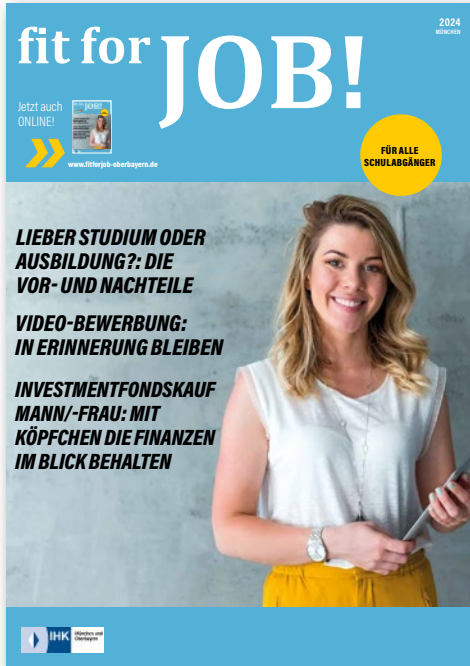 fit for JOB!
2024
MÜNCHEN
Jetzt auch
ONLINE!
JOB!
www.fitforjob-oberbayern.de
FÜR ALLE
SCHULABGÄNGER
LIEBER STUDIUM ODER
AUSBILDUNG?: DIE
VOR- UND NACHTEILE
VIDEO-BEWERBUNG:
IN ERINNERUNG BLEIBEN
INVESTMENTFONDSKAUF
MANN/-FRAU: MIT
KÖPFCHEN DIE FINANZEN
IM BLICK BEHALTEN
IHK
München und
Oberbayern